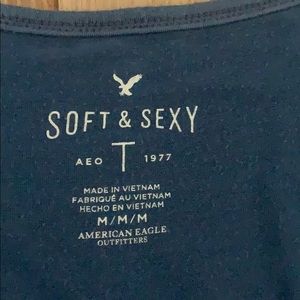 SOFT & SEXY
AEO T 1977
MADE IN VIETNAM
FABRIQUÉ AU VIETNAM
HECHO EN VIETNAM
M/M/M
AMERICAN EAGLE
OUTFITTERS